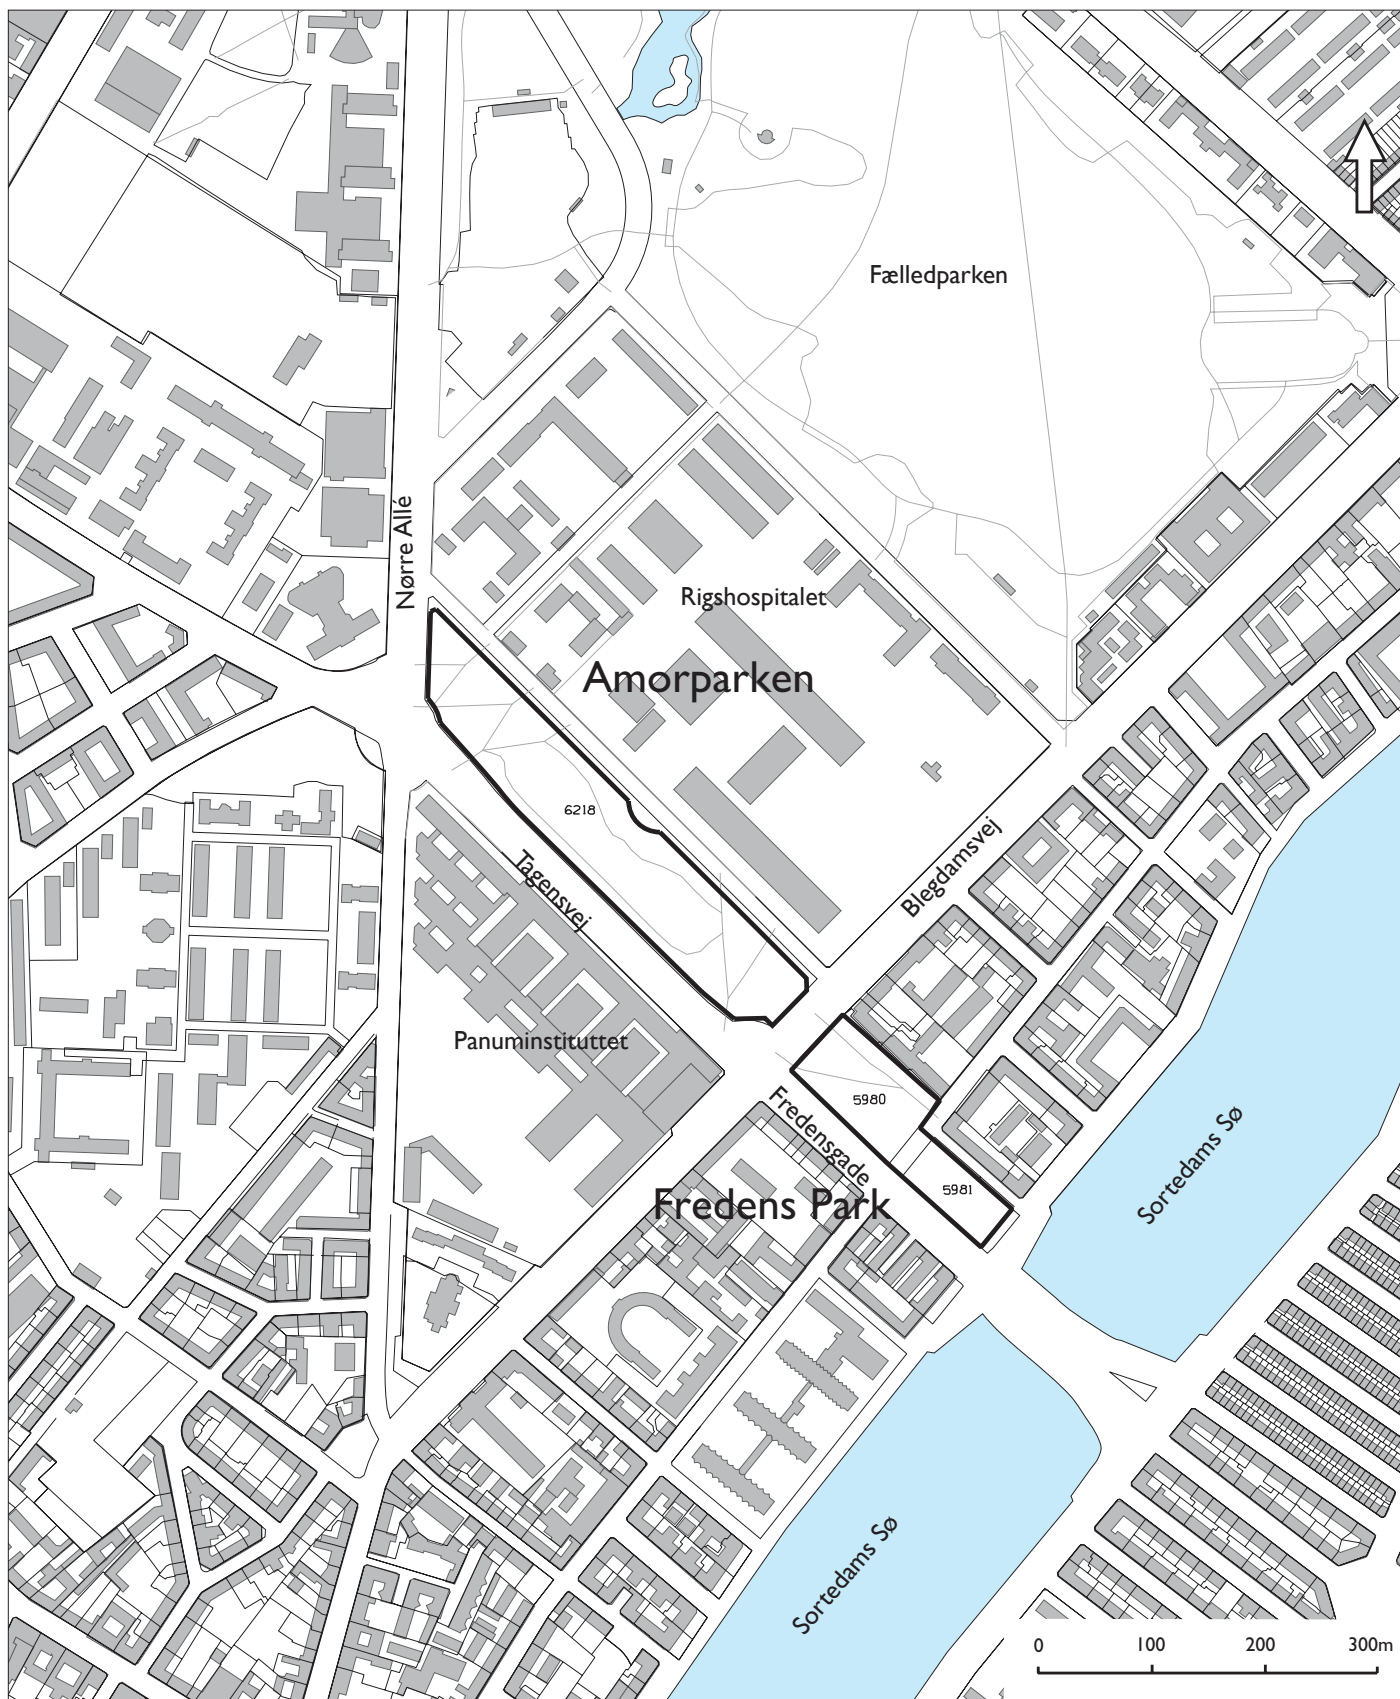 Fælledparken
Nørre Allé
Rigshospitalet
Amorparken
6218
Tagensvej
Blegdamsvej
Panuminstituttet
5980
Fredensgade
5981
Fredens Park
Sortedams Sø
Sortedams Sø
0 100 200 300m